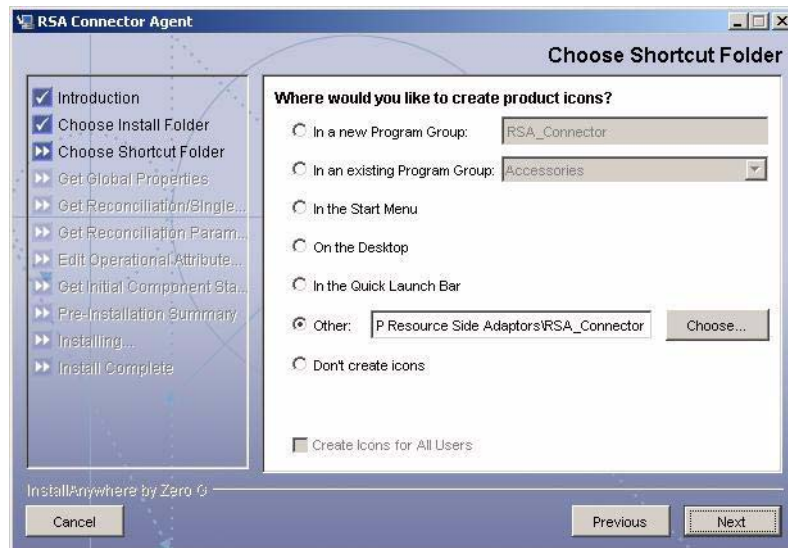 RSA Connector Agent
Choose Shortcut Folder
Introduction
Choose Install Folder
Choose Shortcut Folder
Get Global Properties
Get Reconciliation/Single...
Get Reconciliation Param...
Edit Operational Attribute...
Get Initial Component Sta...
Pre-Installation Summary
Installing...
Install Complete
Where would you like to create product icons?
In a new Program Group: RSA_Connector
In an existing Program Group: Accessories
In the Start Menu
On the Desktop
In the Quick Launch Bar
Other: P Resource Side Adaptors\RSA_Connector Choose...
Don't create icons
Create Icons for All Users
InstallAnywhere by Zero G
Cancel Previous Next